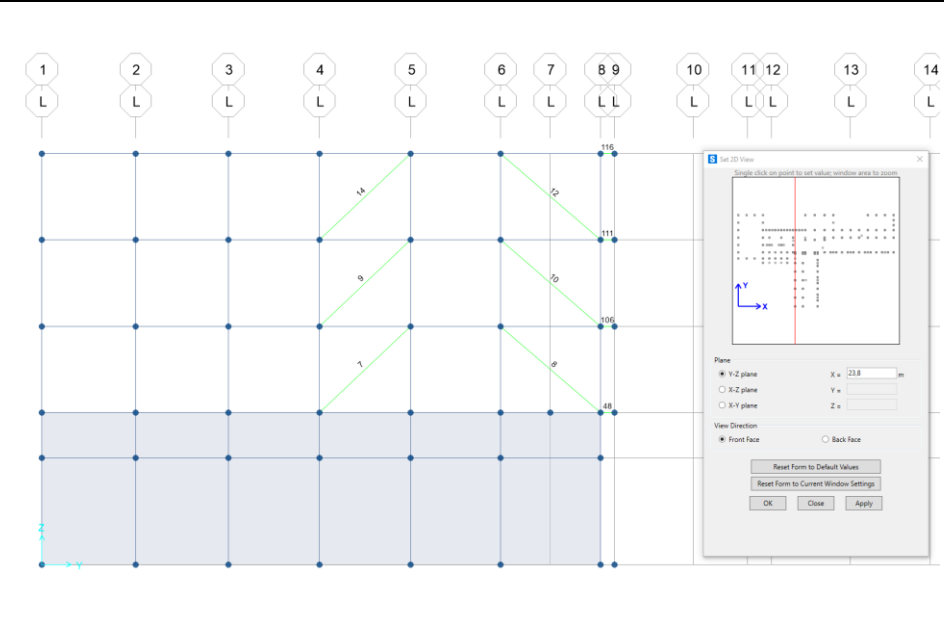 1 2 3 4 5 6 7 8 9 10 11 12 13 14
L L L L L L L L L L L L L L
116
14 12
111
9 10
106
7 8
48
Z
Y
Set 2D View
Single click on point to set value; window area to zoom
Y
X
Plane
Y-Z plane X = 23,8 m
X-Z plane Y =
X-Y plane Z =
View Direction
Front Face Back Face
Reset Form to Default Values
Reset Form to Current Window Settings
OK Close Apply